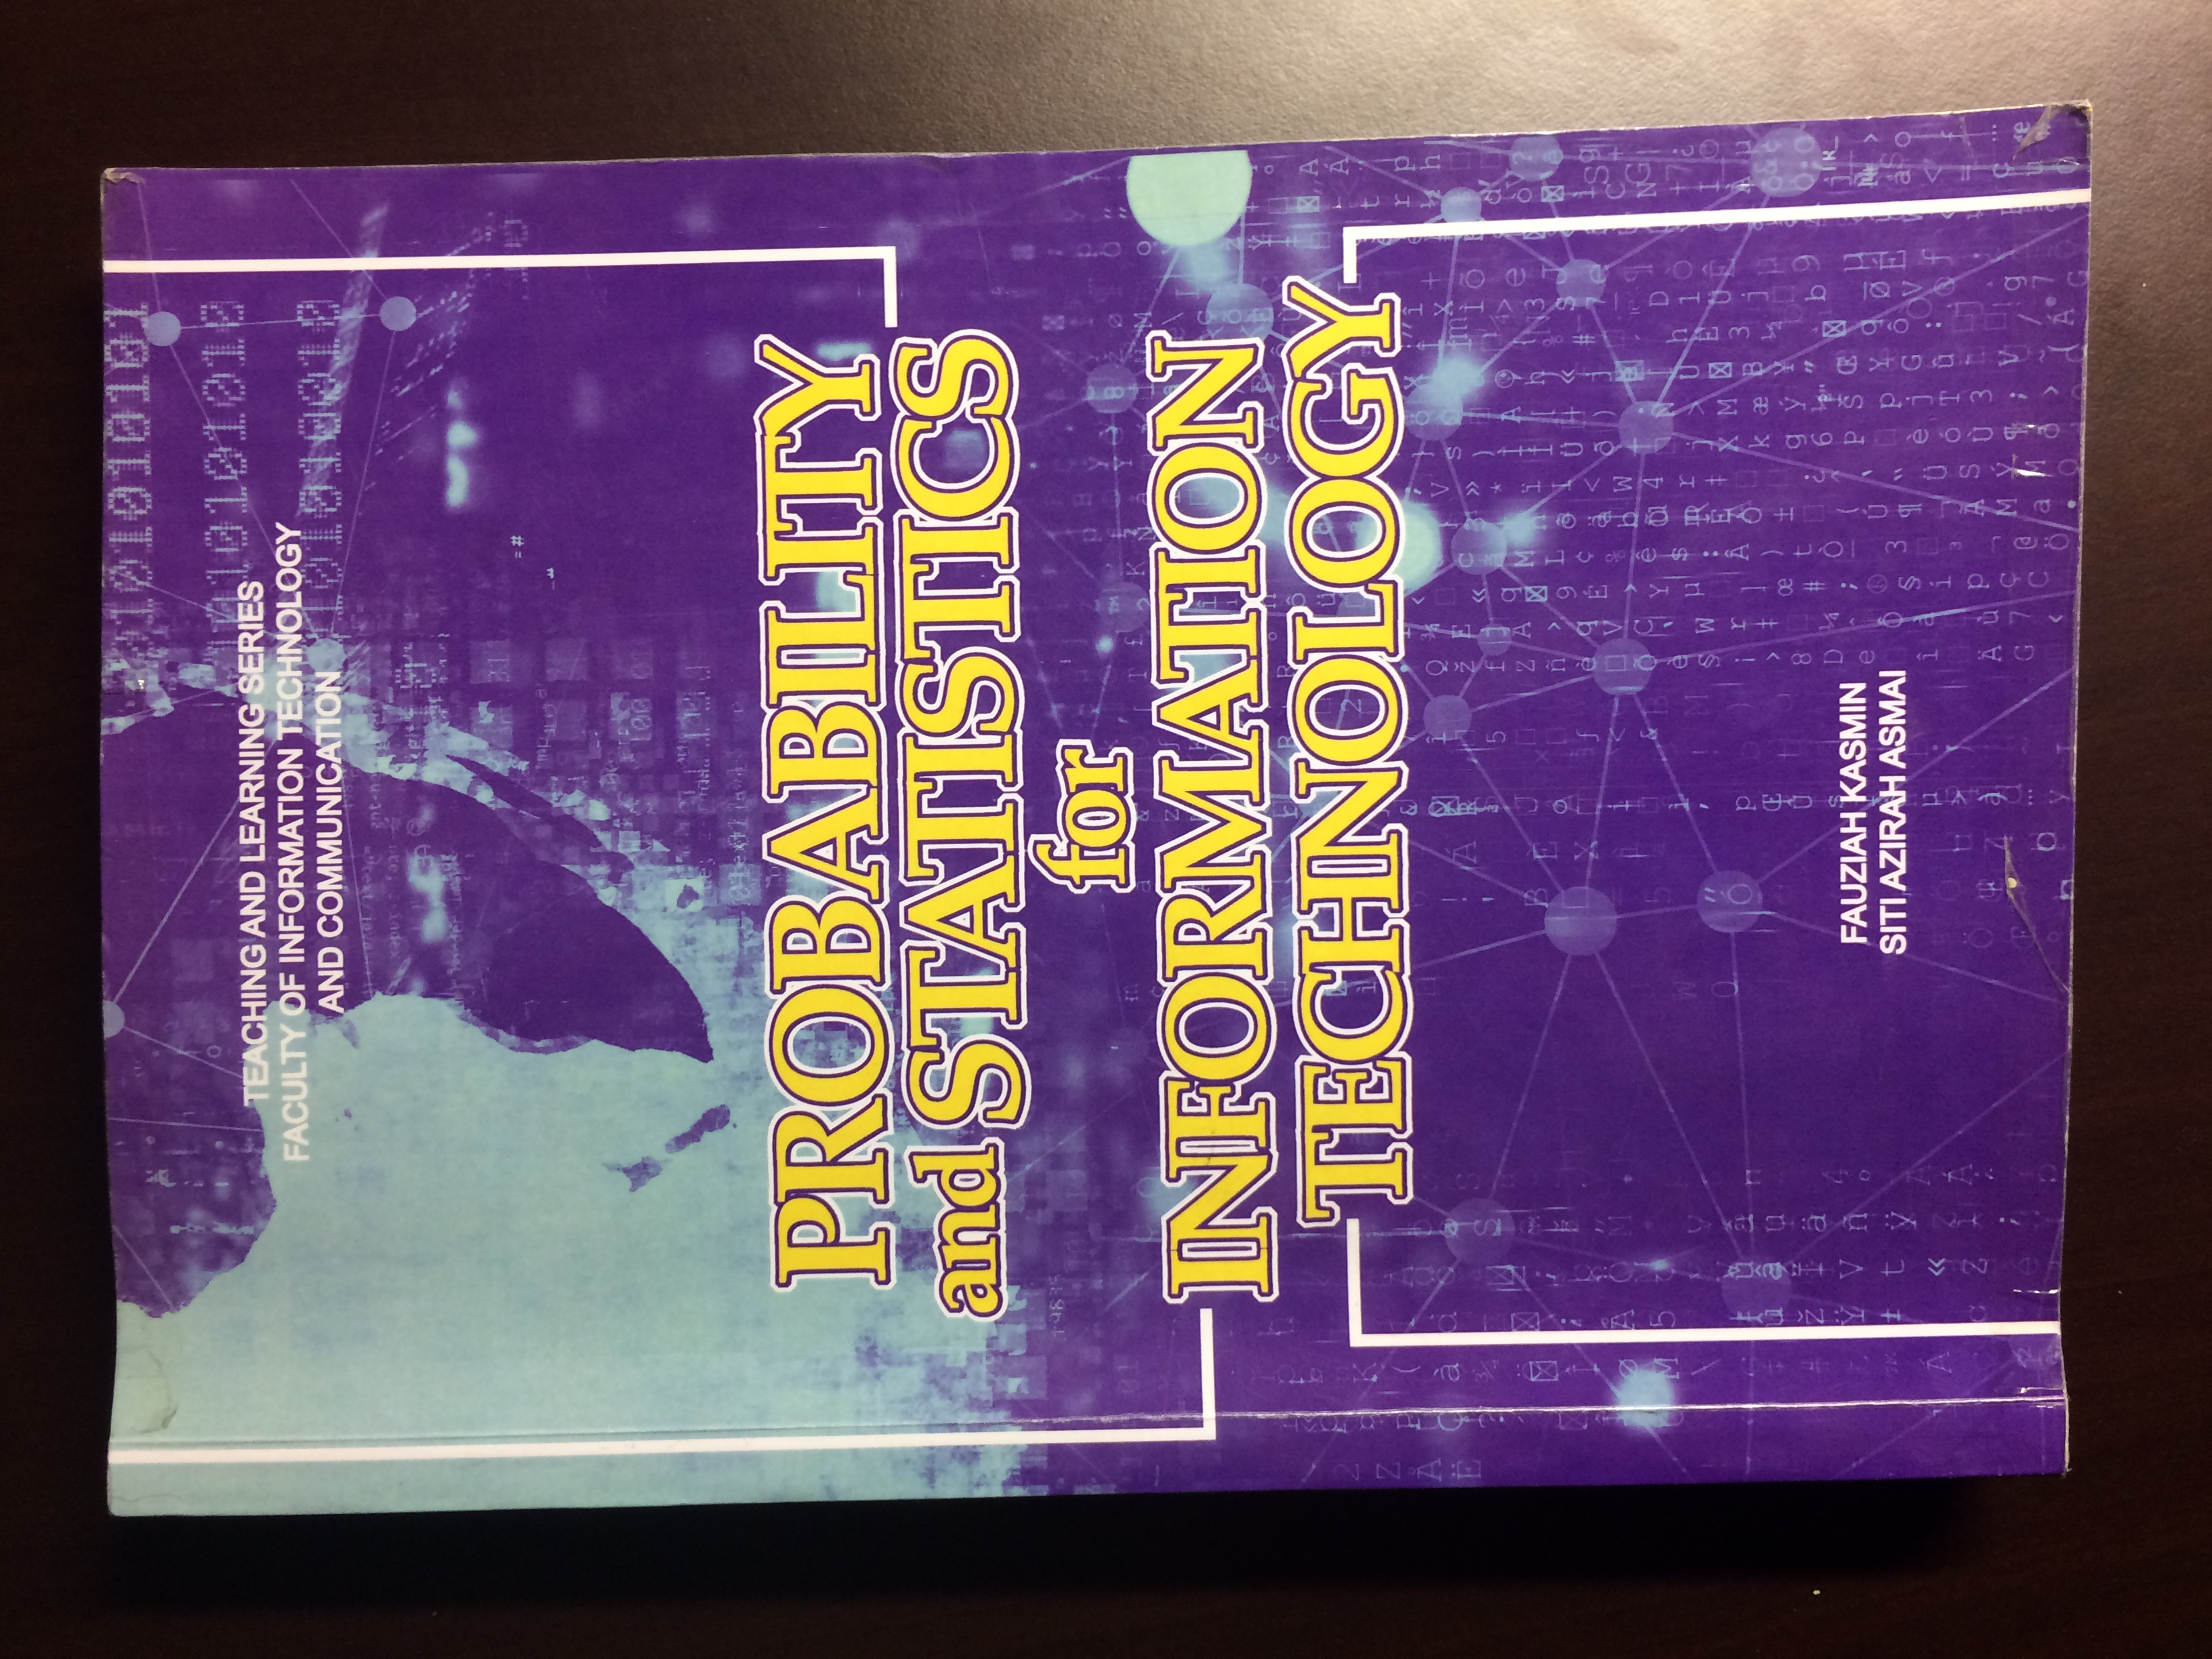 TEACHING AND LEARNING SERIES
FACULTY OF INFORMATION TECHNOLOGY
AND COMMUNICATION
PROBABILITY
and STATISTICS
for
INFORMATION
TECHNOLOGY
FAUZIAH KASMIN
SITI AZIRAH ASMAI